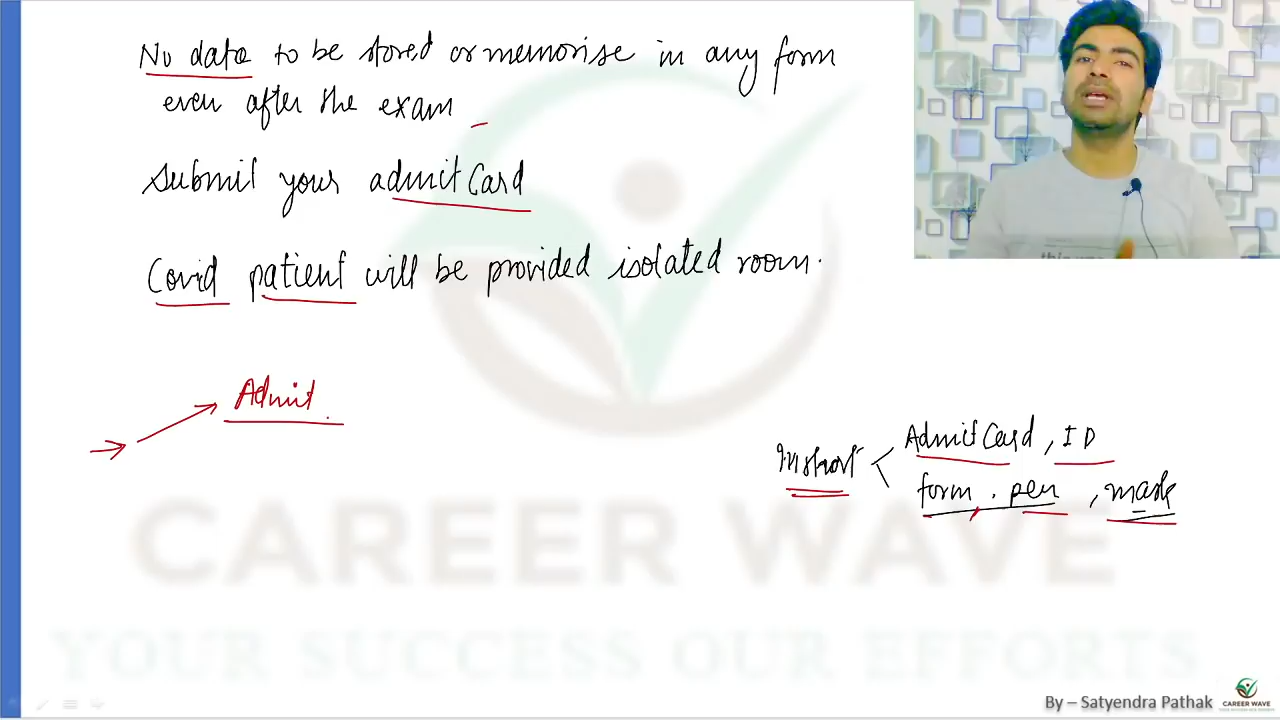 No data to be stored or memorise in any form
even after the exam
Submit your admit Card
Covid patient will be provided isolated room.
Admit
Admit Card, ID
form. pen, mask
CAREER WAVE
YOUR SUCCESS OUR EFFORTS
By – Satyendra Pathak
CAREER WAVE